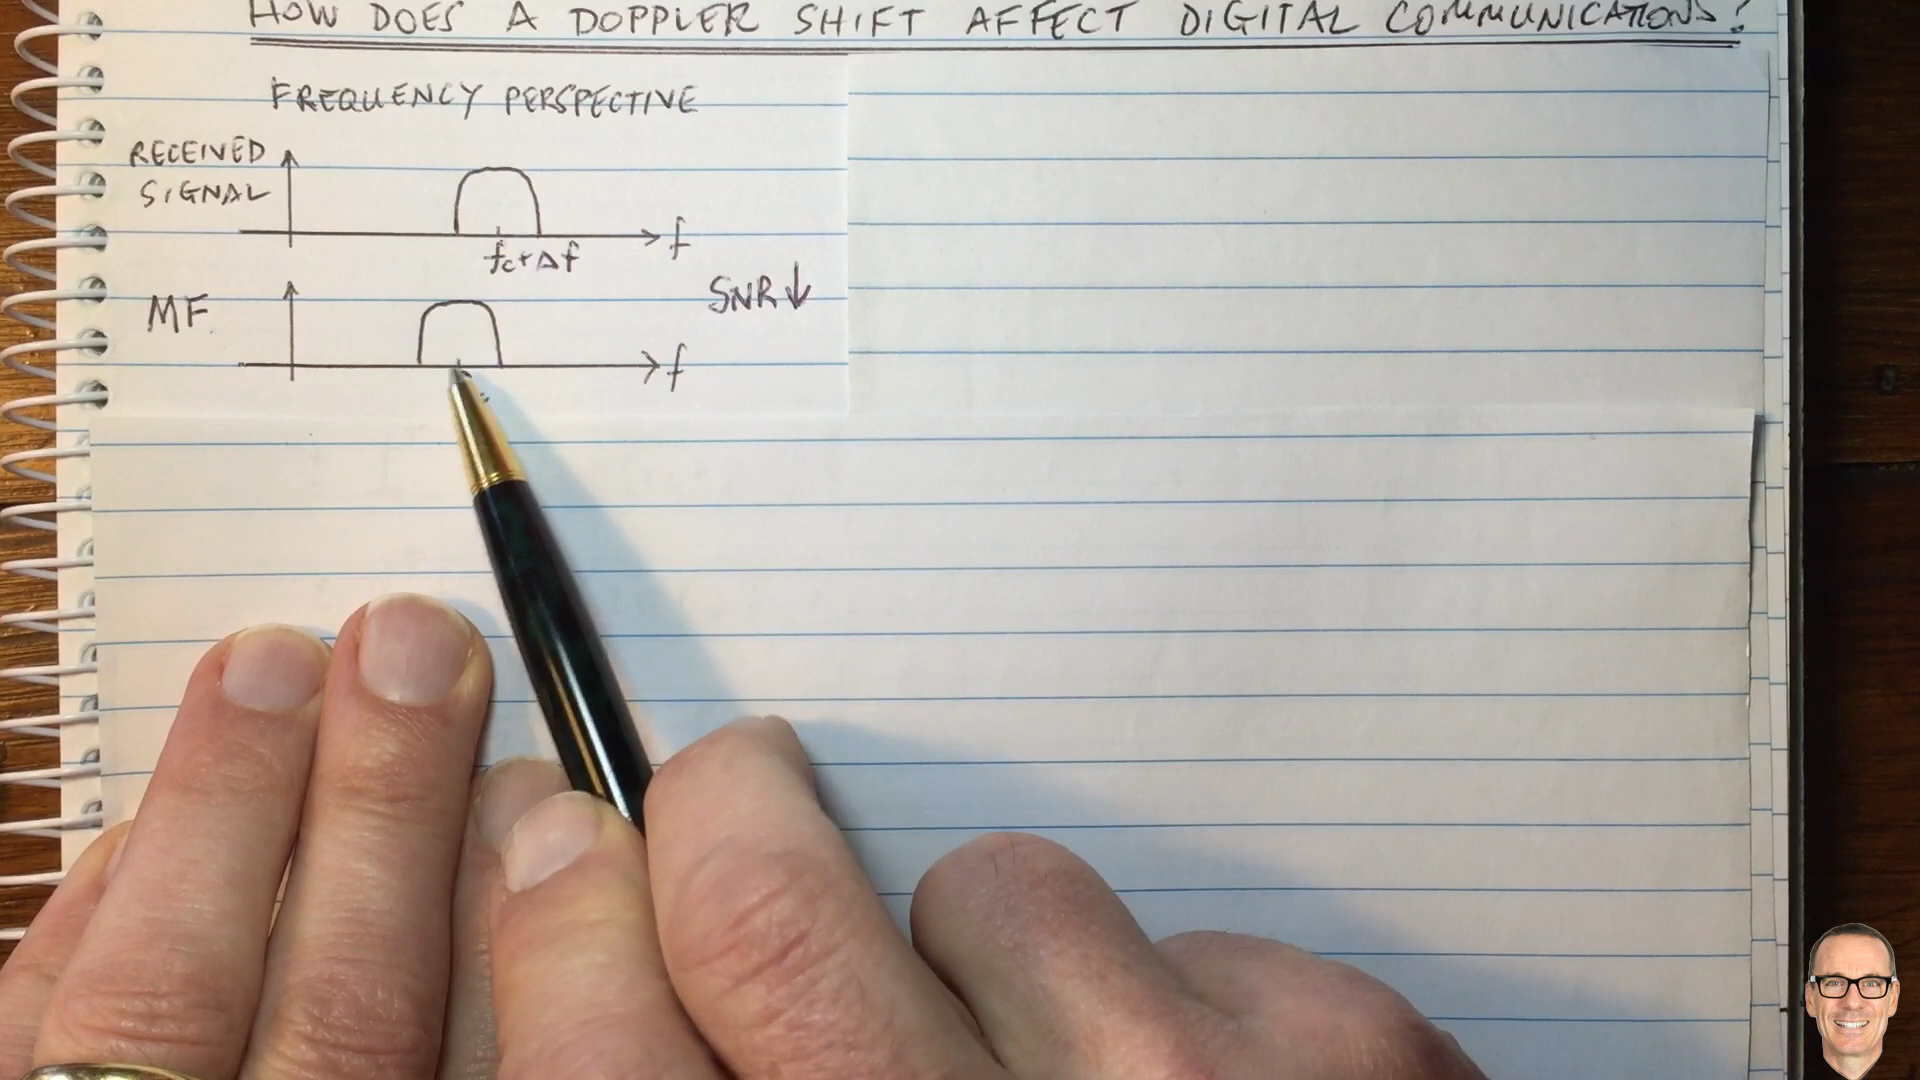 HOW DOES A DOPPLER SHIFT AFFECT DIGITAL COMMUNICATIONS?
FREQUENCY PERSPECTIVE
RECEIVED
SIGNAL
f
fc+Δf
MF
SNR↓
f